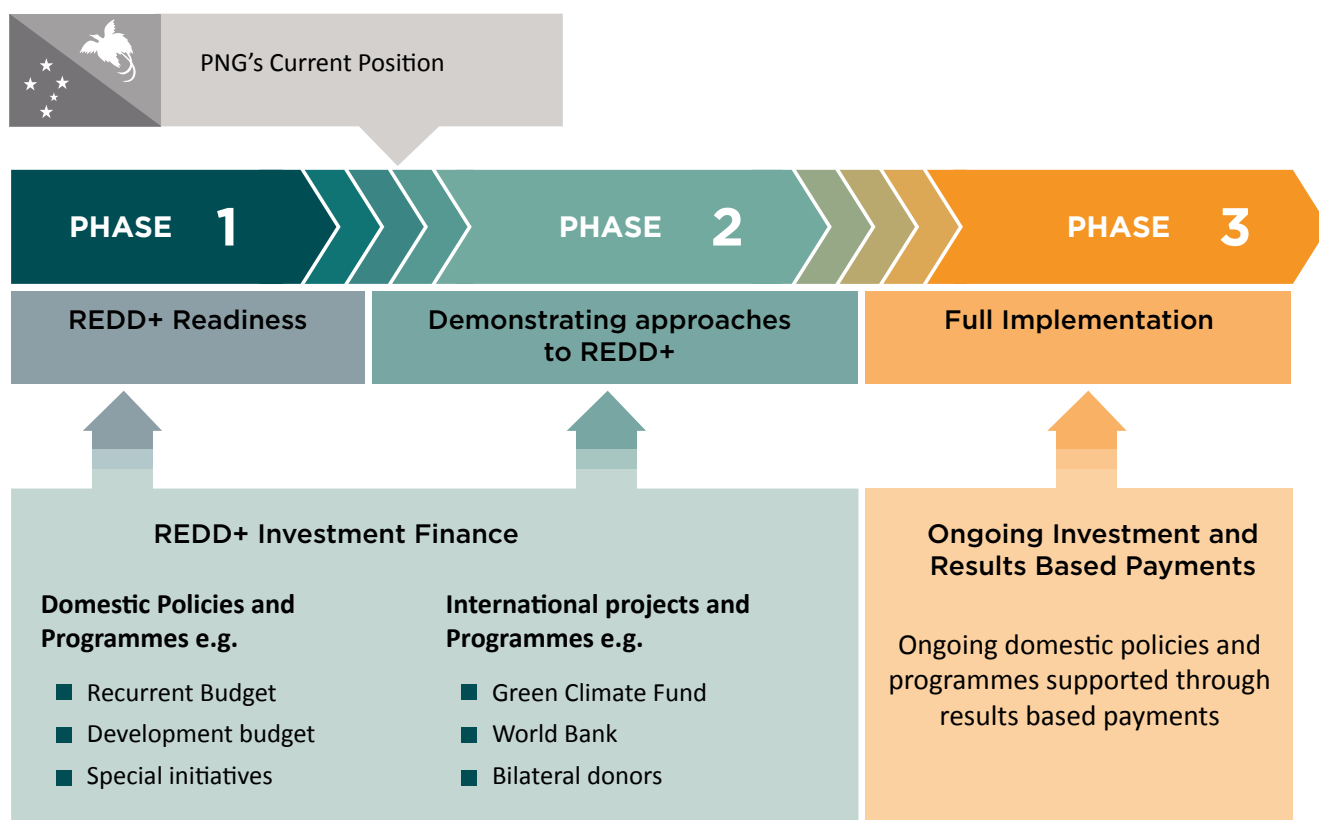 PNG's Current Position
PHASE 1
PHASE 2
PHASE 3
REDD+ Readiness
Demonstrating approaches
to REDD+
Full Implementation
REDD+ Investment Finance
Domestic Policies and
Programmes e.g.
Recurrent Budget
Development budget
Special initiatives
International projects and
Programmes e.g.
Green Climate Fund
World Bank
Bilateral donors
Ongoing Investment and
Results Based Payments
Ongoing domestic policies and
programmes supported through
results based payments